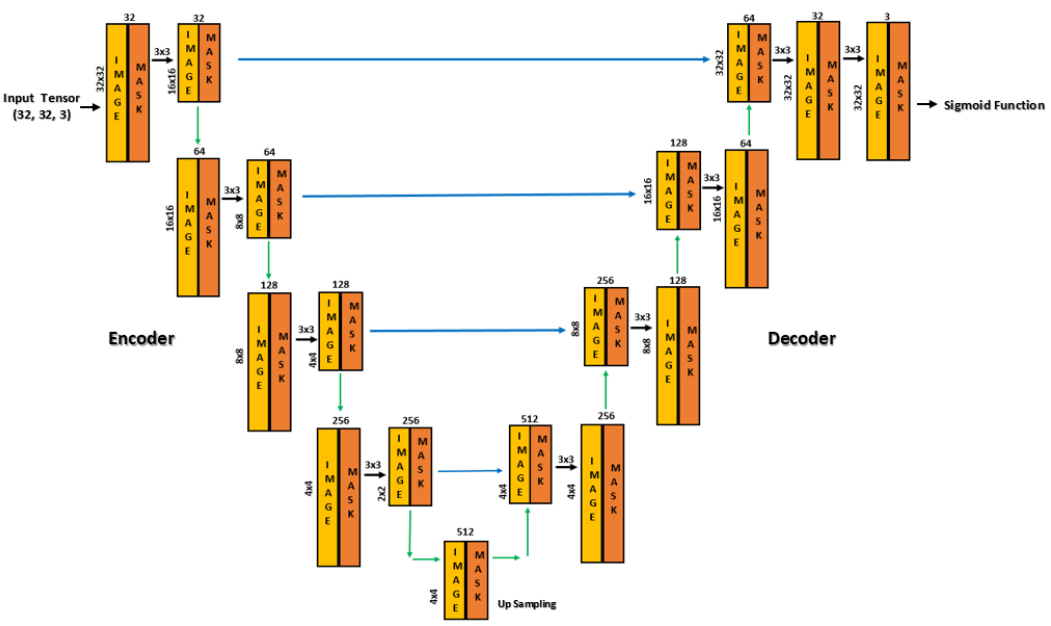 32
32
64
32
3
3x3
3x3
3x3
IMAGE
MASK
IMAGE
MASK
IMAGE
MASK
IMAGE
MASK
IMAGE
MASK
32x32
16x16
32x32
32x32
32x32
Input Tensor
(32, 32, 3)
Sigmoid Function
64
64
128
64
3x3
3x3
IMAGE
MASK
IMAGE
MASK
IMAGE
MASK
IMAGE
MASK
16x16
8x8
16x16
16x16
128
128
256
128
3x3
3x3
IMAGE
MASK
IMAGE
MASK
IMAGE
MASK
IMAGE
MASK
8x8
4x4
8x8
8x8
Encoder
Decoder
256
256
512
256
3x3
3x3
IMAGE
MASK
IMAGE
MASK
IMAGE
MASK
IMAGE
MASK
4x4
2x2
4x4
4x4
512
IMAGE
MASK
4x4
Up Sampling